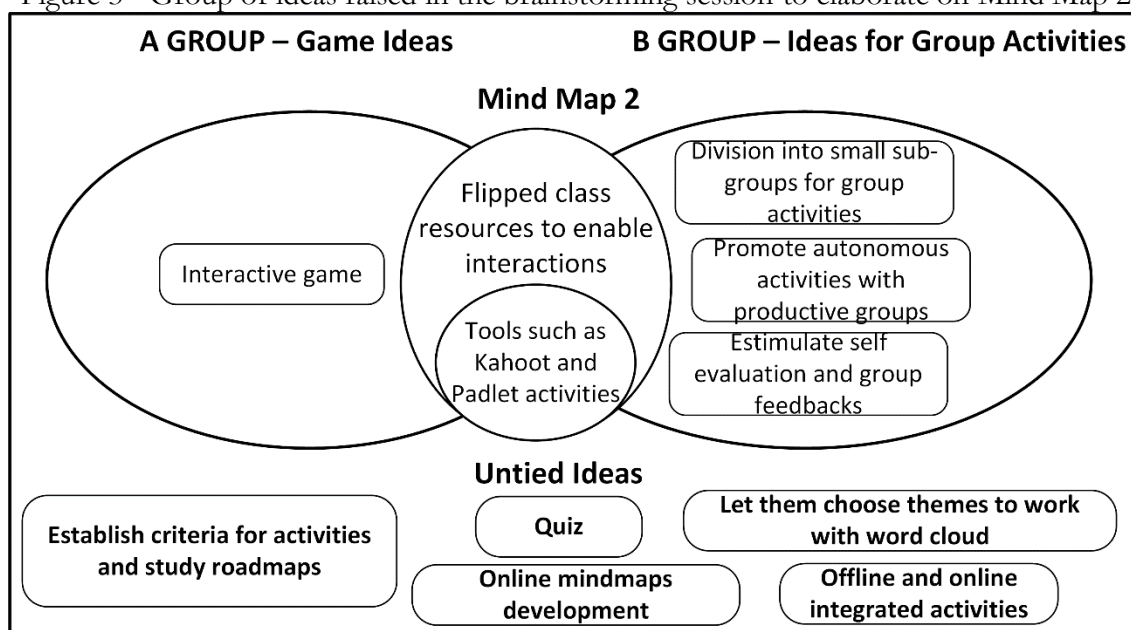 Figure 3 - Group of ideas raised in the brainstorming session to elaborate on Mind Map 2
A GROUP – Game Ideas
B GROUP – Ideas for Group Activities
Mind Map 2
Interactive game
Flipped class
resources to enable
interactions
Tools such as
Kahoot and
Padlet activities
Division into small sub-
groups for group
activities
Promote autonomous
activities with
productive groups
Estimulate self
evaluation and group
feedbacks
Untied Ideas
Establish criteria for activities
and study roadmaps
Quiz
Online mindmaps
development
Let them choose themes to work
with word cloud
Offline and online
integrated activities